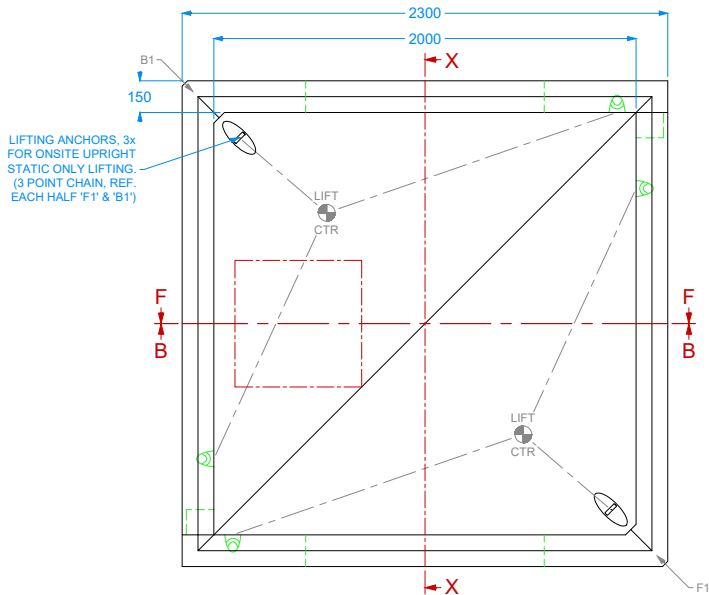 2300
2000
X
B1
150
LIFTING ANCHORS, 3x
FOR ONSITE UPRIGHT
STATIC ONLY LIFTING.
(3 POINT CHAIN, REF.
EACH HALF 'F1' & 'B1')
LIFT
CTR
F
B
F
B
LIFT
CTR
X
F1